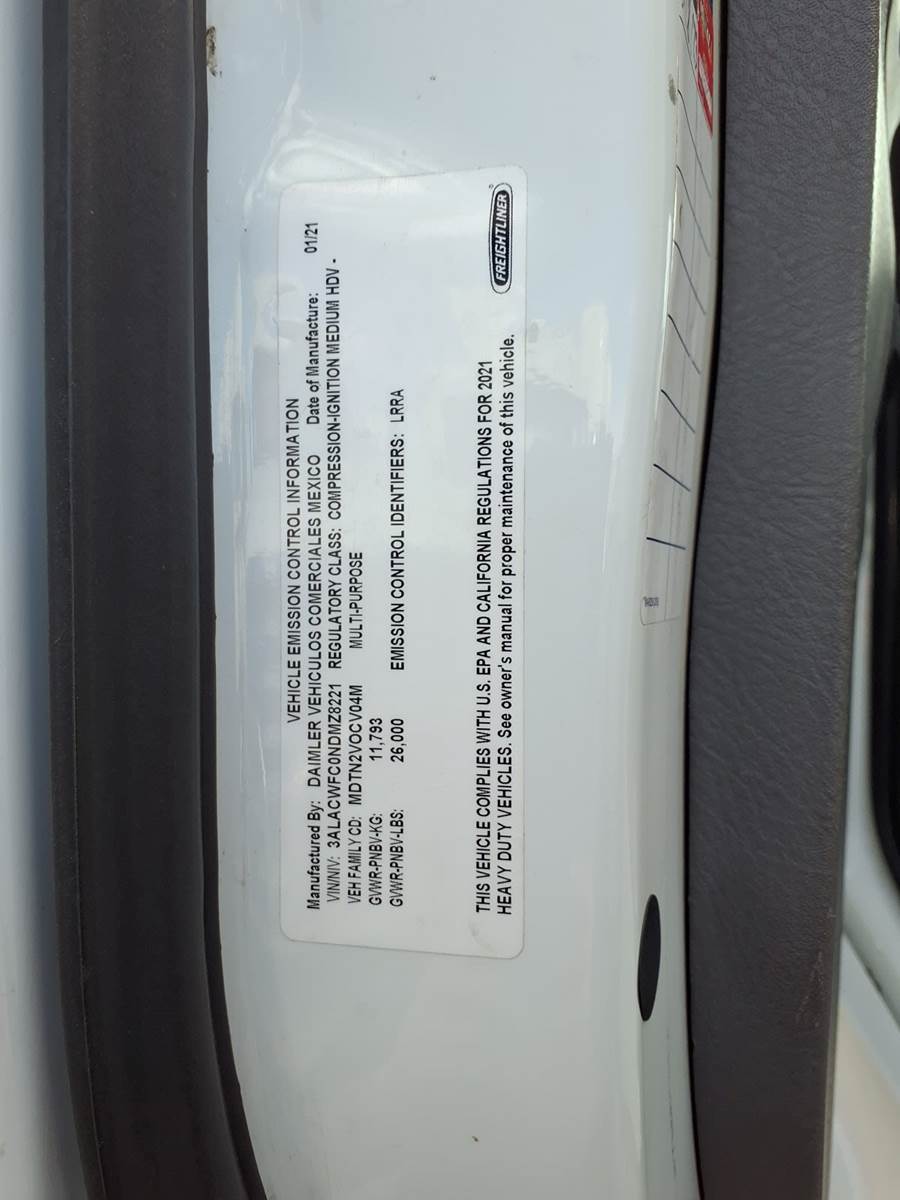 VEHICLE EMISSION CONTROL INFORMATION
Manufactured By: DAIMLER VEHICULOS COMERCIALES MEXICO Date of Manufacture: 01/21
VIN/NIV: 3ALACWFC0NDMZ8221 REGULATORY CLASS: COMPRESSION-IGNITION MEDIUM HDV -
VEH FAMILY CD: MDTN2VOCV04M MULTI-PURPOSE
GVWR-PNBV-KG: 11,793
GVWR-PNBV-LBS: 26,000 EMISSION CONTROL IDENTIFIERS: LRRA
THIS VEHICLE COMPLIES WITH U.S. EPA AND CALIFORNIA REGULATIONS FOR 2021
HEAVY DUTY VEHICLES. See owner's manual for proper maintenance of this vehicle.
FREIGHTLINER